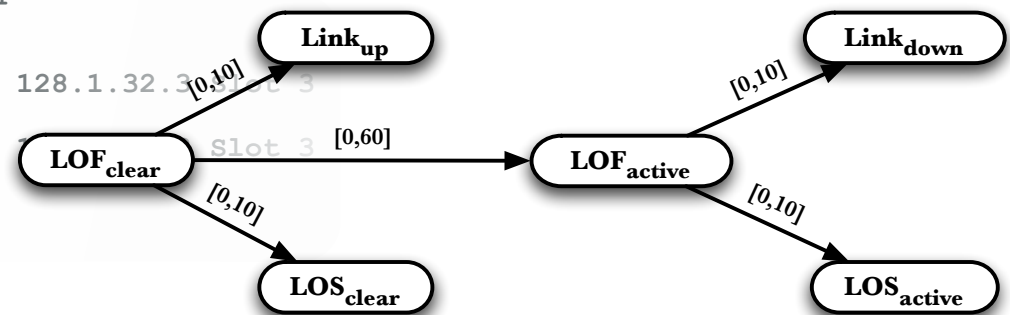 Link_up
Link_down
128.1.32.3 Slot 3
[0,10]
[0,10]
[0,60]
Slot 3
LOF_clear
LOF_active
[0,10]
[0,10]
LOS_clear
LOS_active